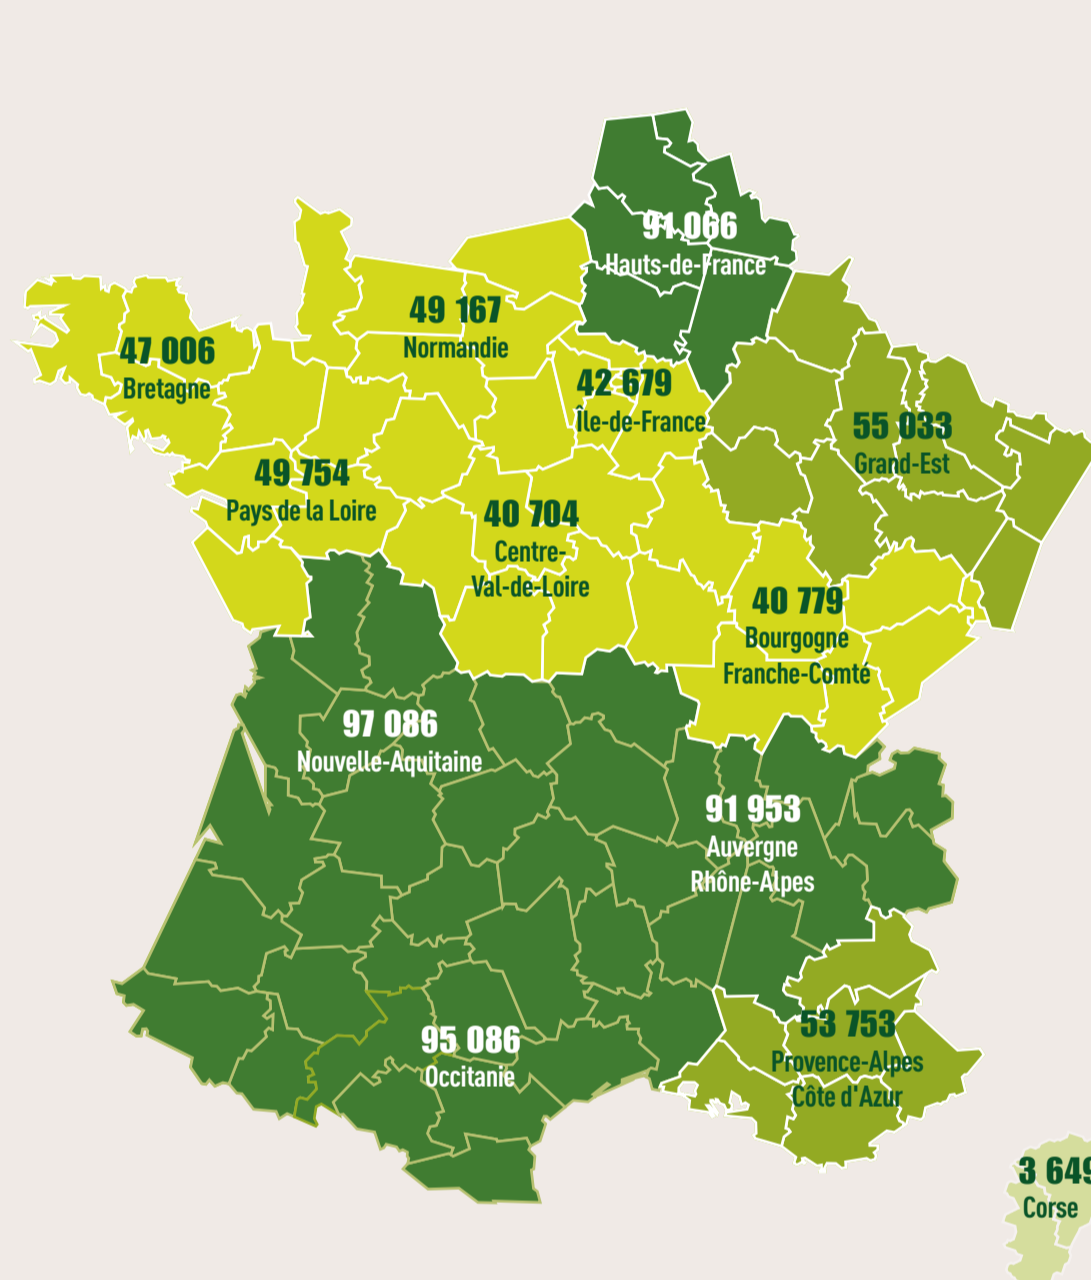 91 066
Hauts-de-France
49 167
Normandie
47 006
Bretagne
42 679
Île-de-France
55 033
Grand-Est
49 754
Pays de la Loire
40 704
Centre-
Val-de-Loire
40 779
Bourgogne
Franche-Comté
97 086
Nouvelle-Aquitaine
91 953
Auvergne
Rhône-Alpes
95 086
Occitanie
53 753
Provence-Alpes
Côte d'Azur
3 649
Corse